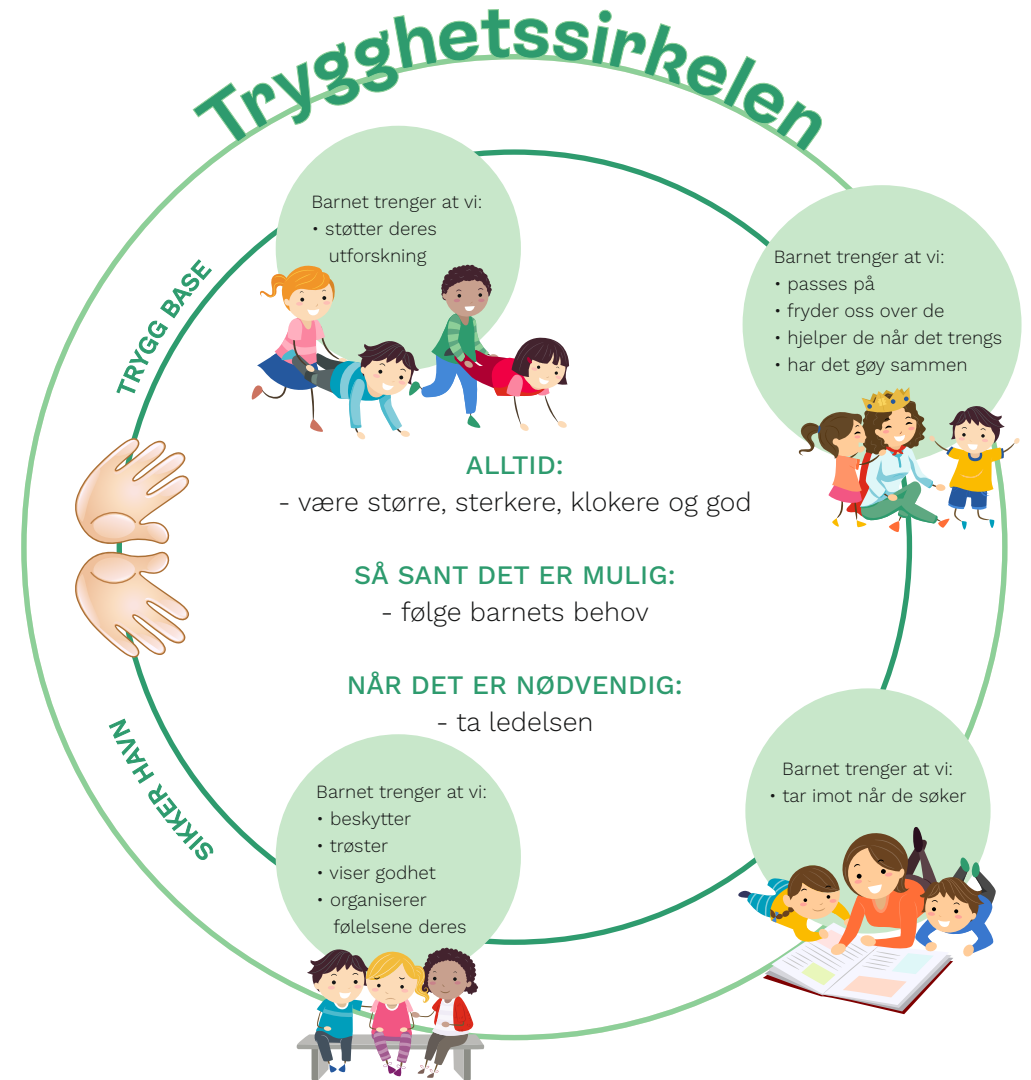 Trygghetssirkelen
Barnet trenger at vi:
• støtter deres
utforskning
TRYGG BASE
Barnet trenger at vi:
• passes på
• fryder oss over de
• hjelper de når det trengs
• har det gøy sammen
ALLTID:
- være større, sterkere, klokere og god
SÅ SANT DET ER MULIG:
- følge barnets behov
NÅR DET ER NØDVENDIG:
- ta ledelsen
SIKKER HAVN
Barnet trenger at vi:
• beskytter
• trøster
• viser godhet
• organiserer
følelsene deres
Barnet trenger at vi:
• tar imot når de søker